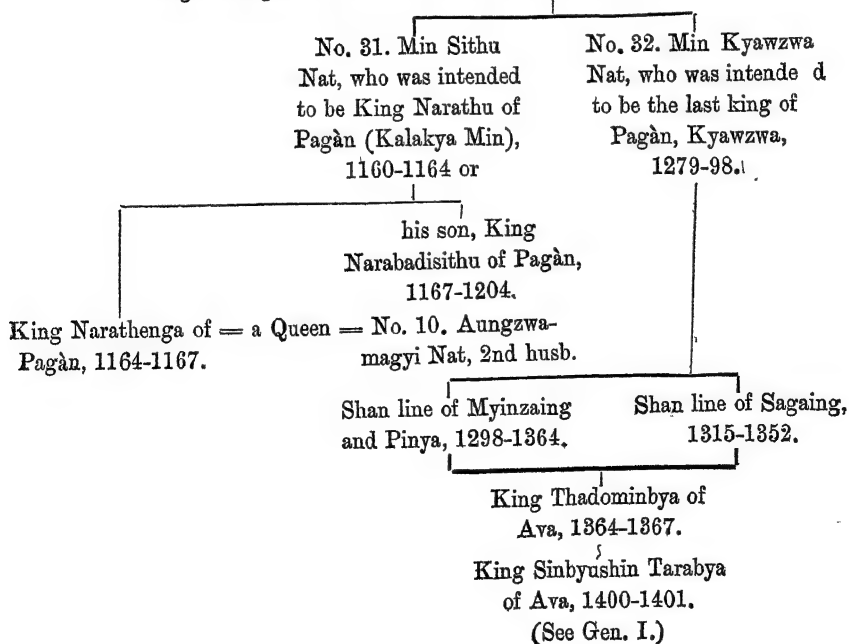 No. 31. Min Sithu
Nat, who was intended
to be King Narathu of
Pagàn (Kalakya Min),
1160-1164 or
No. 32. Min Kyawzwa
Nat, who was intende d
to be the last king of
Pagàn, Kyawzwa,
1279-98.
his son, King
Narabadisithu of Pagàn,
1167-1204.
King Narathenga of = a Queen = No. 10. Aungzwa-
Pagàn, 1164-1167.
magyi Nat, 2nd husb.
Shan line of Myinzaing
and Pinya, 1298-1364.
Shan line of Sagaing,
1315-1352.
King Thadominbya of
Ava, 1364-1367.
King Sinbyushin Tarabya
of Ava, 1400-1401.
(See Gen. I.)